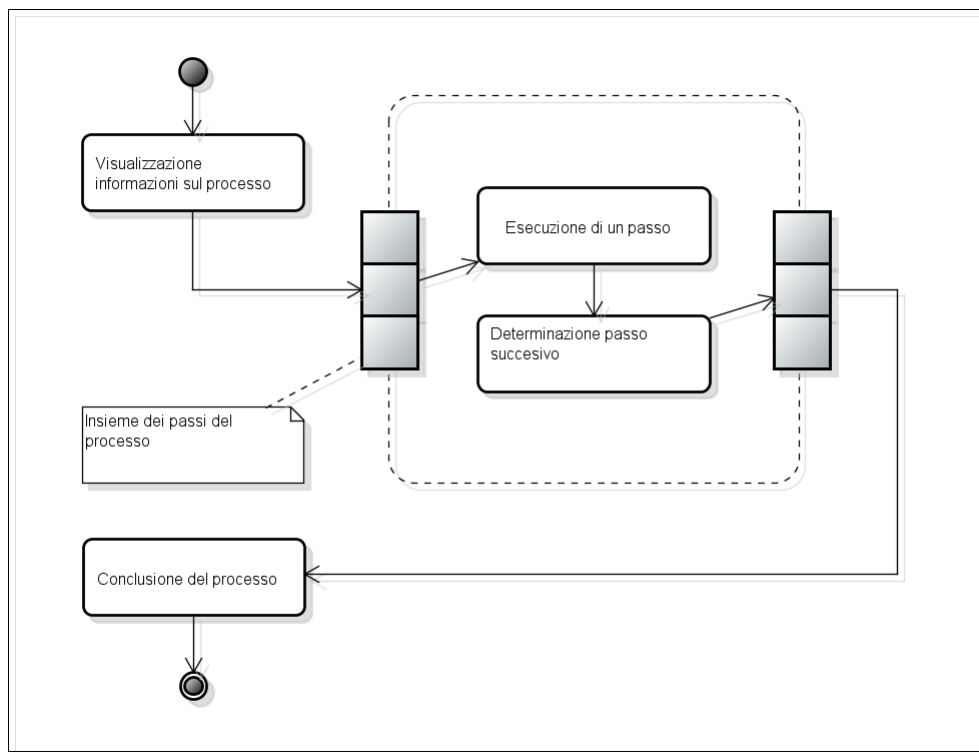 Visualizzazione
informazioni sul processo
Esecuzione di un passo
Determinazione passo
succesivo
Insieme dei passi del
processo
Conclusione del processo